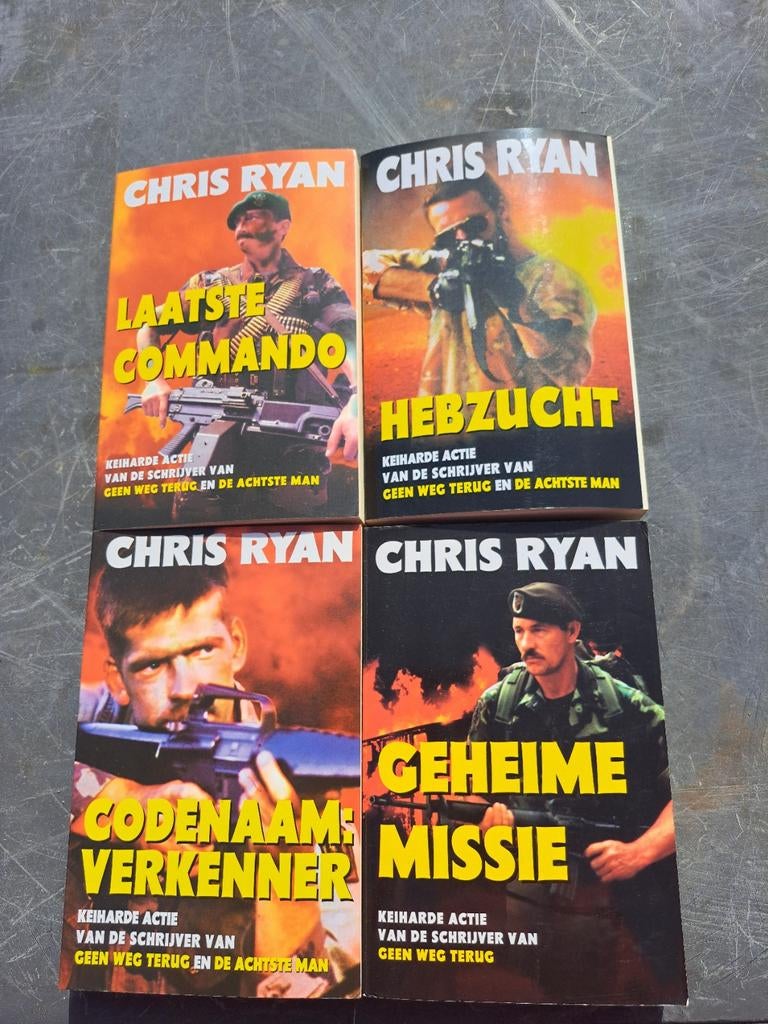 CHRIS RYAN
LAATSTE
COMMANDO
KEIHARDE ACTIE
VAN DE SCHRIJVER VAN
GEEN WEG TERUG EN DE ACHTSTE MAN
CHRIS RYAN
HEBZUCHT
KEIHARDE ACTIE
VAN DE SCHRIJVER VAN
GEEN WEG TERUG EN DE ACHTSTE MAN
CHRIS RYAN
CODENAAM:
VERKENNER
KEIHARDE ACTIE
VAN DE SCHRIJVER VAN
GEEN WEG TERUG EN DE ACHTSTE MAN
CHRIS RYAN
GEHEIME
MISSIE
KEIHARDE ACTIE
VAN DE SCHRIJVER VAN
GEEN WEG TERUG